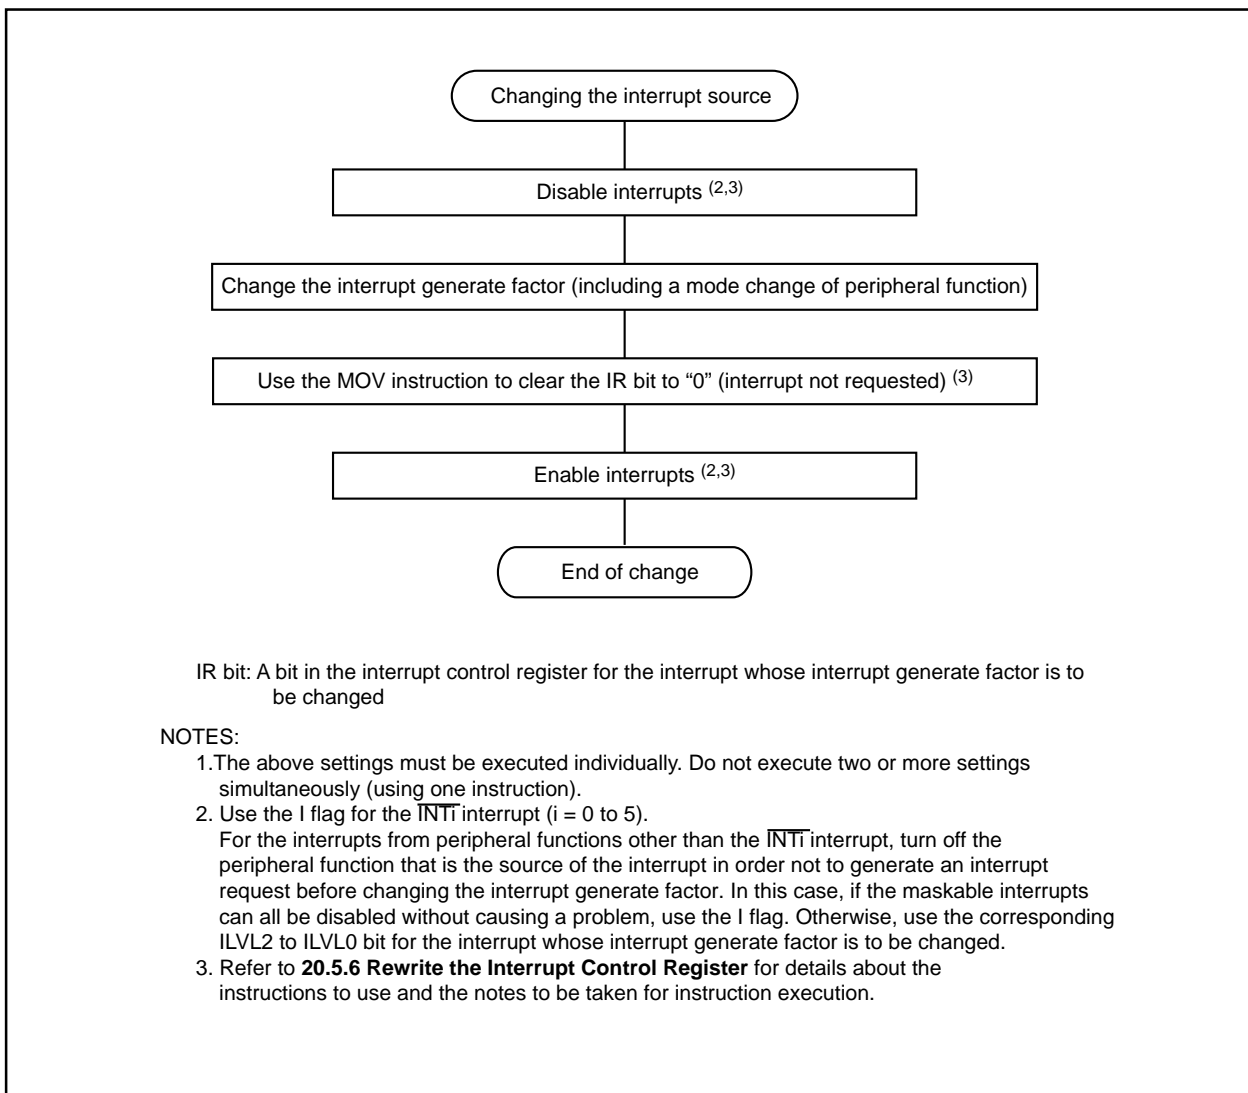 Changing the interrupt source
Disable interrupts (2,3)
Change the interrupt generate factor (including a mode change of peripheral function)
Use the MOV instruction to clear the IR bit to “0” (interrupt not requested) (3)
Enable interrupts (2,3)
End of change
IR bit: A bit in the interrupt control register for the interrupt whose interrupt generate factor is to
be changed
NOTES:
1.The above settings must be executed individually. Do not execute two or more settings
simultaneously (using one instruction).
2. Use the I flag for the INTi interrupt (i = 0 to 5).
For the interrupts from peripheral functions other than the INTi interrupt, turn off the
peripheral function that is the source of the interrupt in order not to generate an interrupt
request before changing the interrupt generate factor. In this case, if the maskable interrupts
can all be disabled without causing a problem, use the I flag. Otherwise, use the corresponding
ILVL2 to ILVL0 bit for the interrupt whose interrupt generate factor is to be changed.
3. Refer to 20.5.6 Rewrite the Interrupt Control Register for details about the
instructions to use and the notes to be taken for instruction execution.